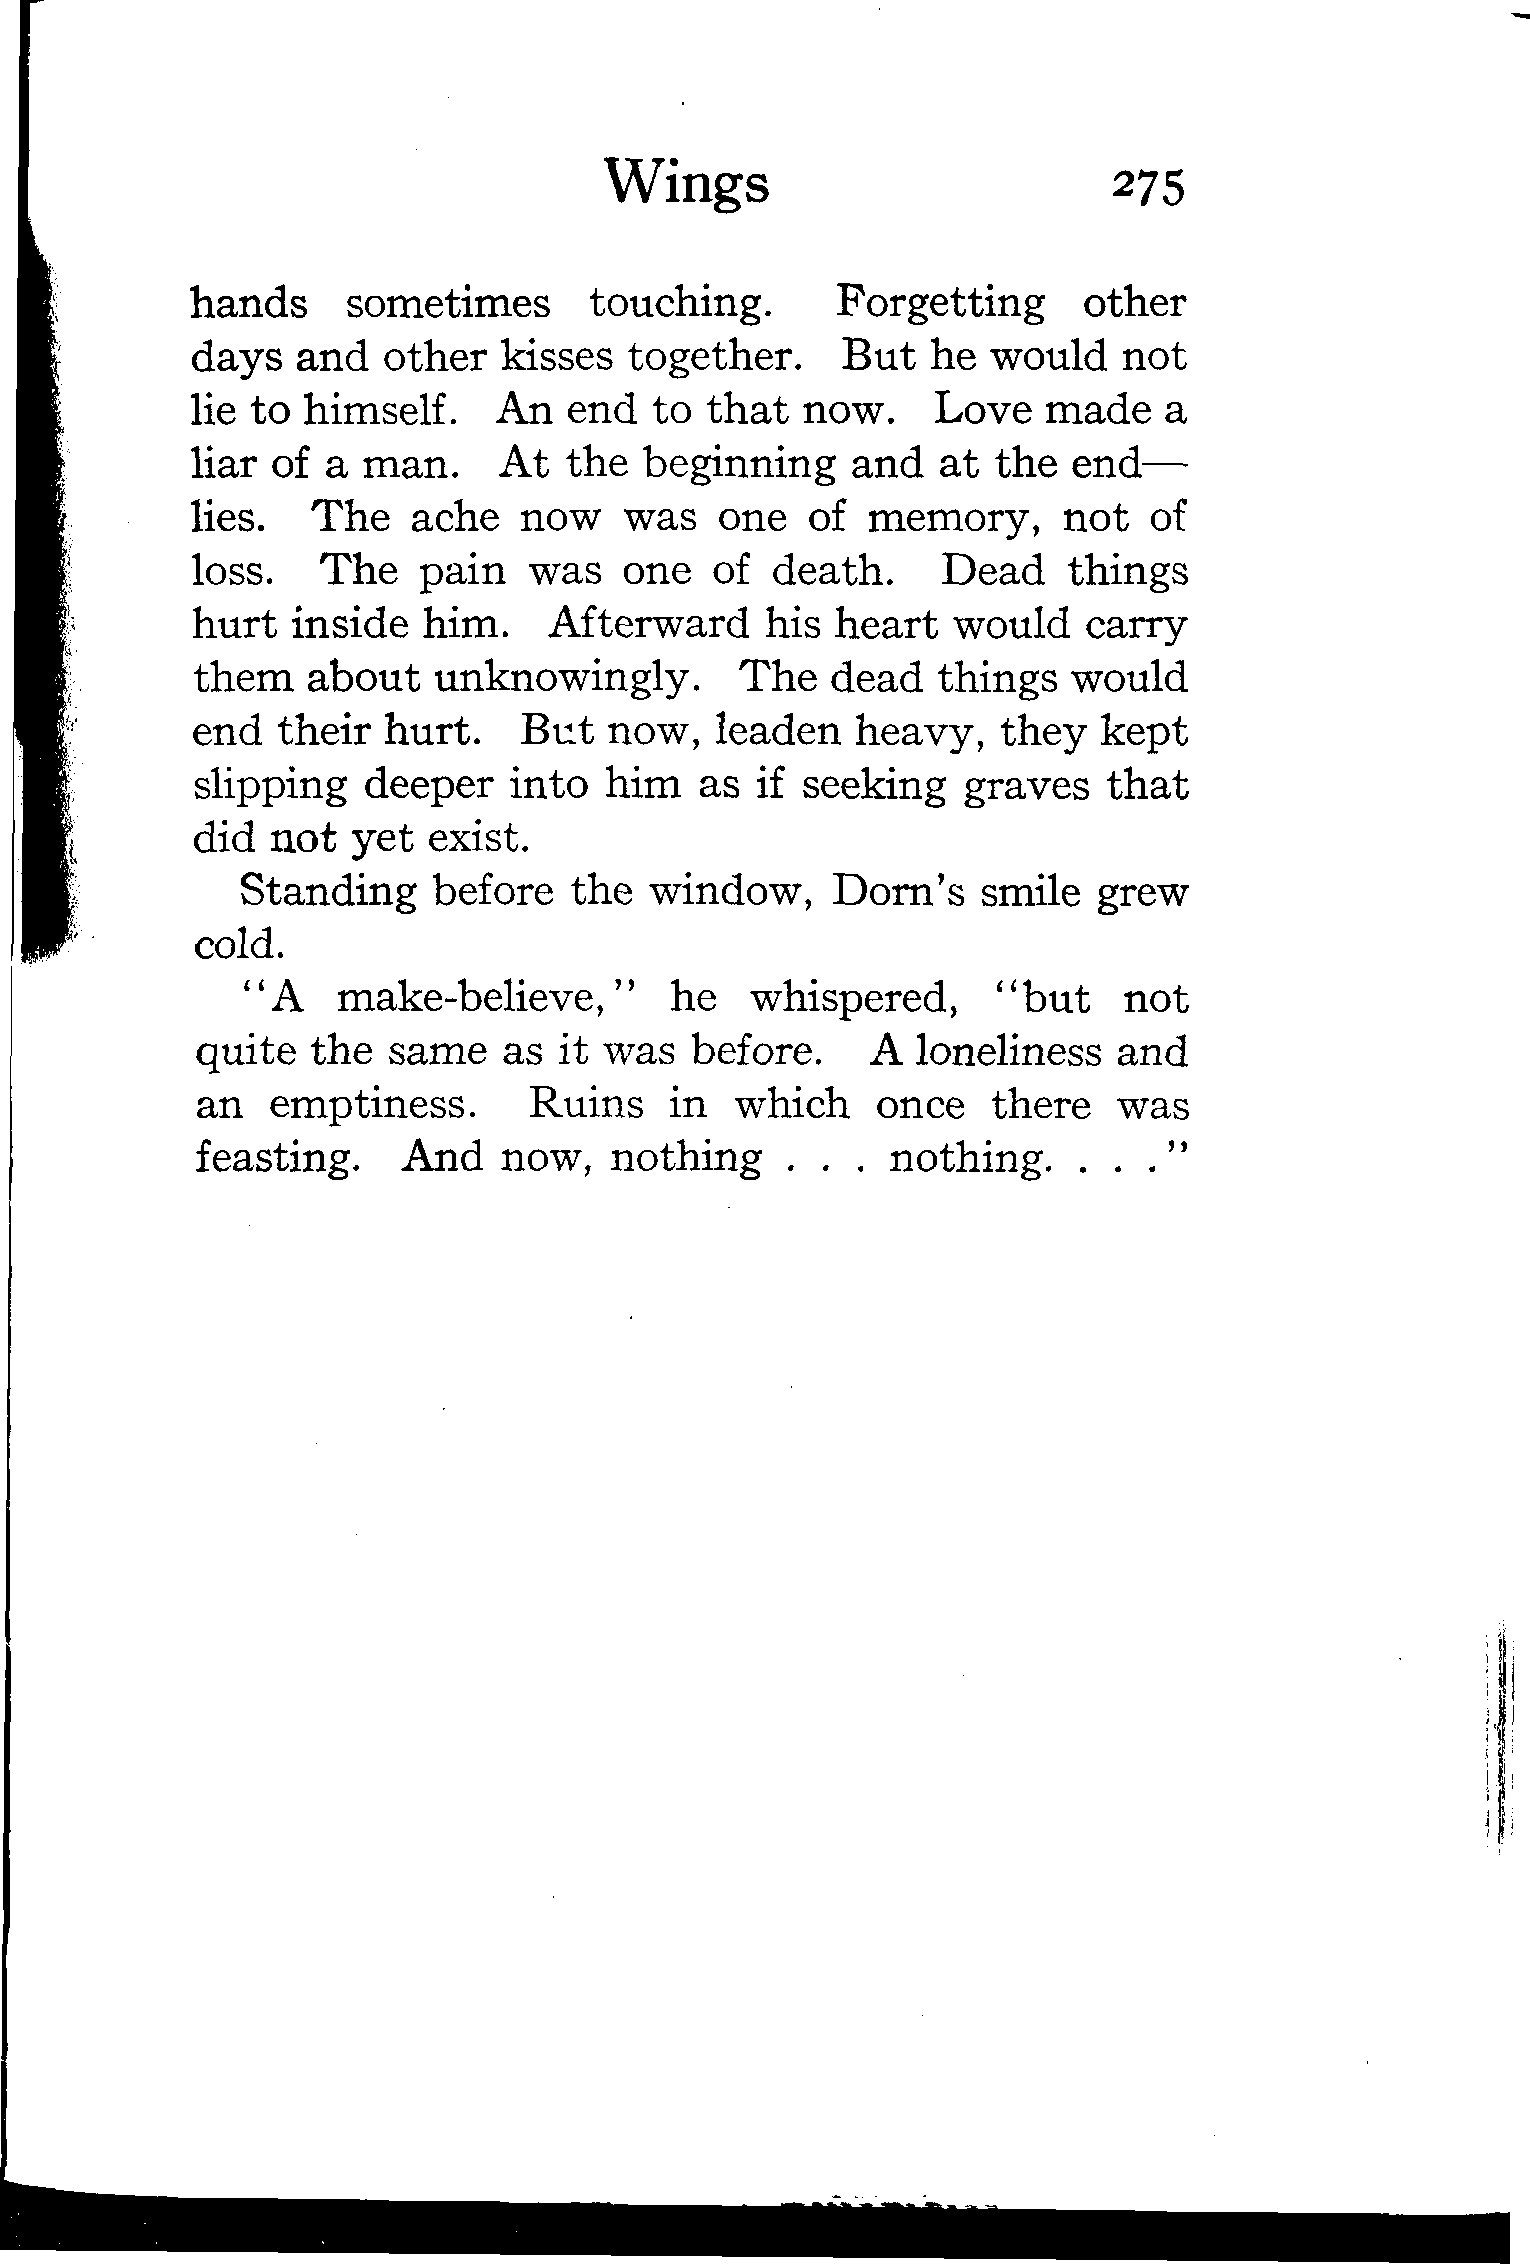 Wings 275
hands sometimes touching. Forgetting other
days and other kisses together. But he would not
lie to himself. An end to that now. Love made a
liar of a man. At the beginning and at the end—
lies. The ache now was one of memory, not of
loss. The pain was one of death. Dead things
hurt inside him. Afterward his heart would carry
them about unknowingly. The dead things would
end their hurt. But now, leaden heavy, they kept
slipping deeper into him as if seeking graves that
did not yet exist.
Standing before the window, Dorn's smile grew
cold.
"A make-believe," he whispered, "but not
quite the same as it was before. A loneliness and
an emptiness. Ruins in which once there was
feasting. And now, nothing . . . nothing. . . ."